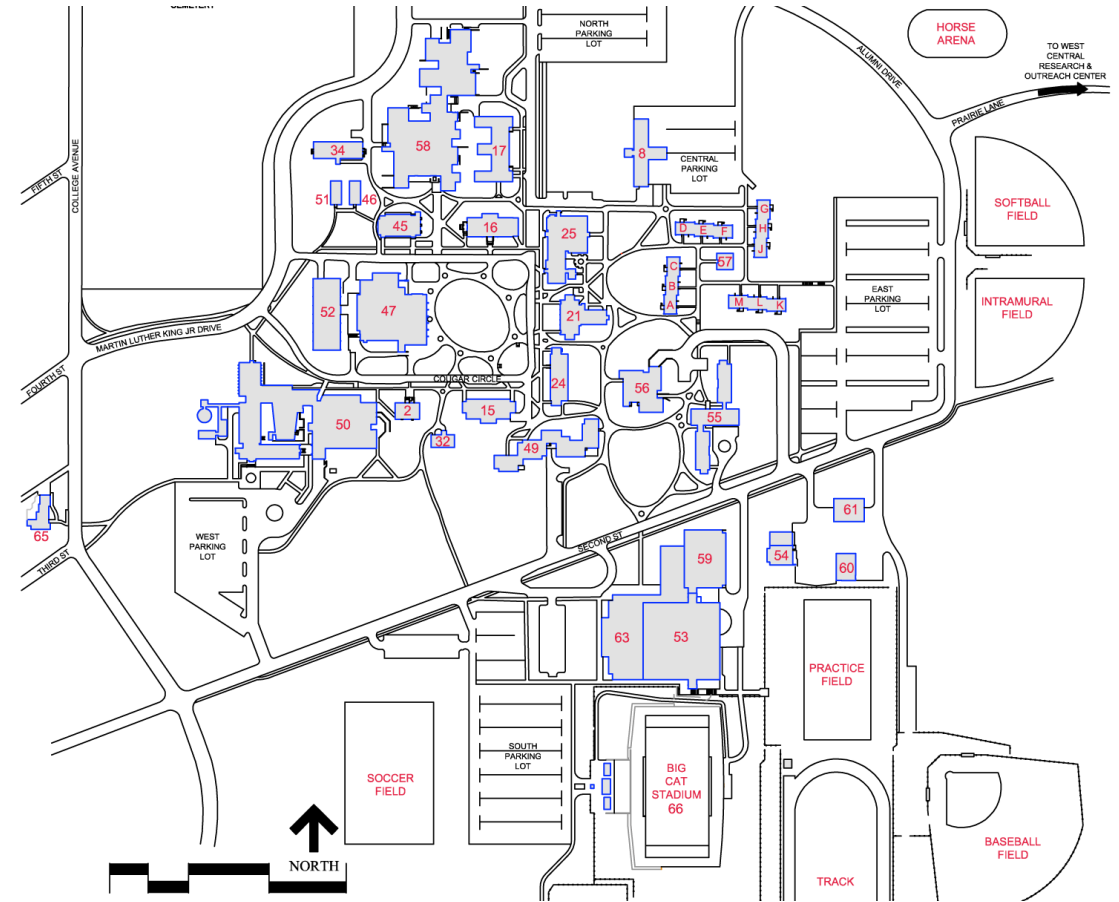 CEMETERY
NORTH
PARKING
LOT
HORSE
ARENA
TO WEST
CENTRAL
RESEARCH &
OUTREACH CENTER
ALUMNI DRIVE
PRAIRIE LANE
COLLEGE AVENUE
FIFTH ST
34
58
17
8
CENTRAL
PARKING
LOT
51
46
45
16
25
D
E
F
G
H
J
SOFTBALL
FIELD
57
C
B
A
M
L
K
EAST
PARKING
LOT
INTRAMURAL
FIELD
52
47
21
MARTIN LUTHER KING JR DRIVE
FOURTH ST
COUGAR CIRCLE
24
56
2
15
50
32
49
55
65
THIRD ST
WEST
PARKING
LOT
SECOND ST
61
54
60
59
63
53
PRACTICE
FIELD
SOUTH
PARKING
LOT
SOCCER
FIELD
BIG
CAT
STADIUM
66
NORTH
BASEBALL
FIELD
TRACK